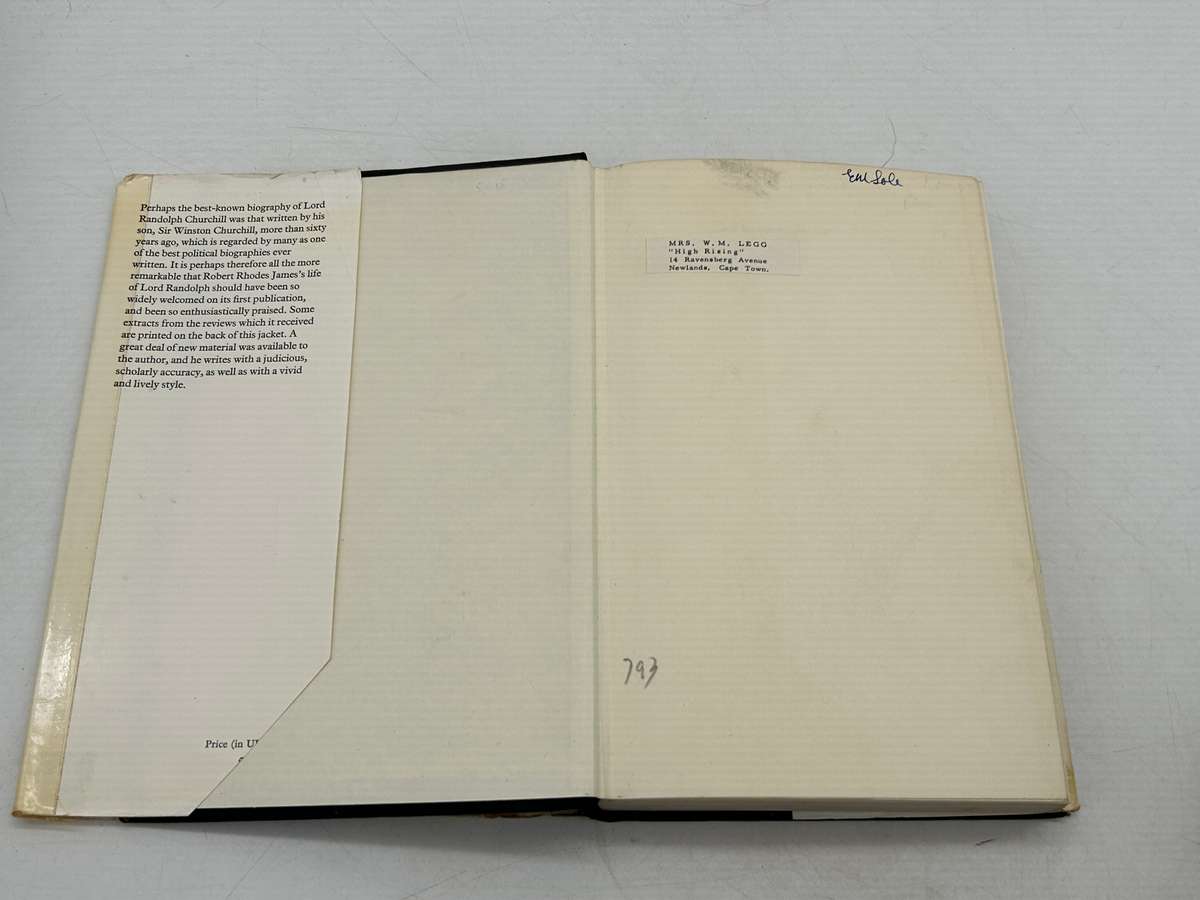 Perhaps the best-known biography of Lord
Randolph Churchill was that written by his
son, Sir Winston Churchill, more than sixty
years ago, which is regarded by many as one
of the best political biographies ever
written. It is perhaps therefore all the more
remarkable that Robert Rhodes James's life
of Lord Randolph should have been so
widely welcomed on its first publication,
and been so enthusiastically praised. Some
extracts from the reviews which it received
are printed on the back of this jacket. A
great deal of new material was available to
the author, and he writes with a judicious,
scholarly accuracy, as well as with a vivid
and lively style.
Price (in U
EM Sole
MRS. W.M. LEGG
"High Rising"
14 Ravensberg Avenue
Newlands, Cape Town.
793